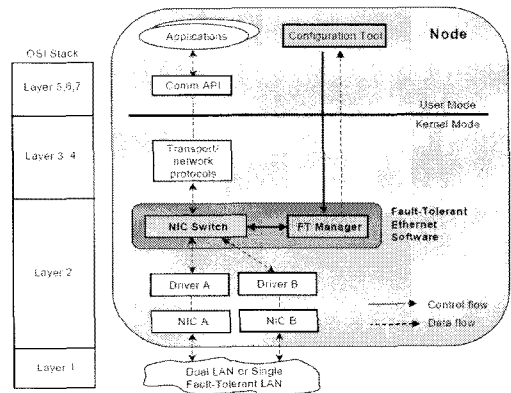 OSI Stack
Layer 5,6,7
Layer 3 4
Layer 2
Layer 1
Node
Applications
Configuration Tool
Comm API
User Mode
Kernel Mode
Transport/
network
protocols
NIC Switch
FT Manager
Fault-Tolerant
Ethernet
Software
Driver A
Driver B
NIC A
NIC B
Control flow
Data flow
Dual LAN or Single
Fault-Tolerant LAN